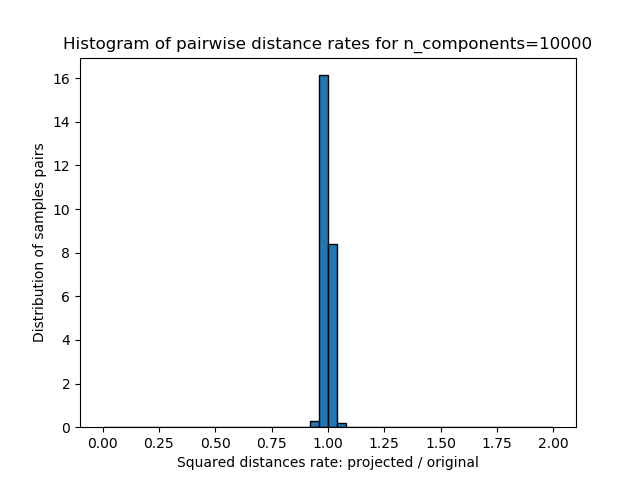 Histogram of pairwise distance rates for n_components=10000
Distribution of samples pairs
16
14
12
10
8
6
4
2
0
0.00 0.25 0.50 0.75 1.00 1.25 1.50 1.75 2.00
Squared distances rate: projected / original